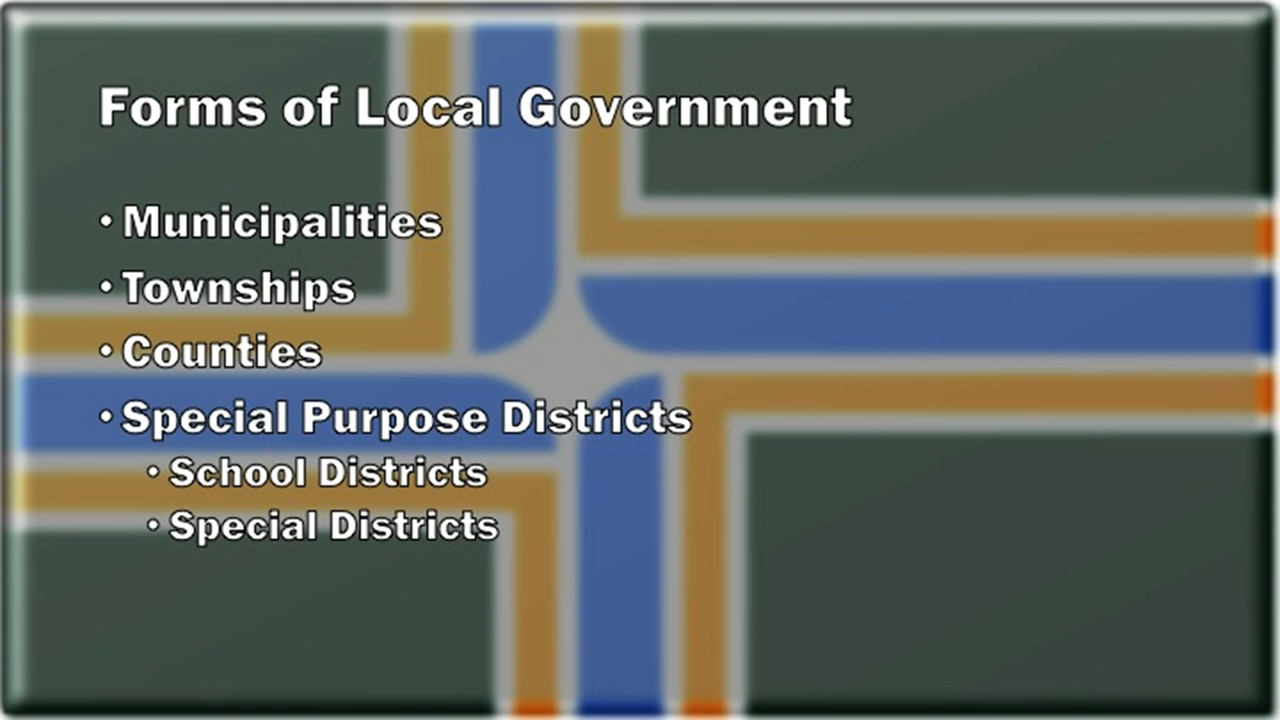 Forms of Local Government
• Municipalities
• Townships
• Counties
• Special Purpose Districts
• School Districts
• Special Districts